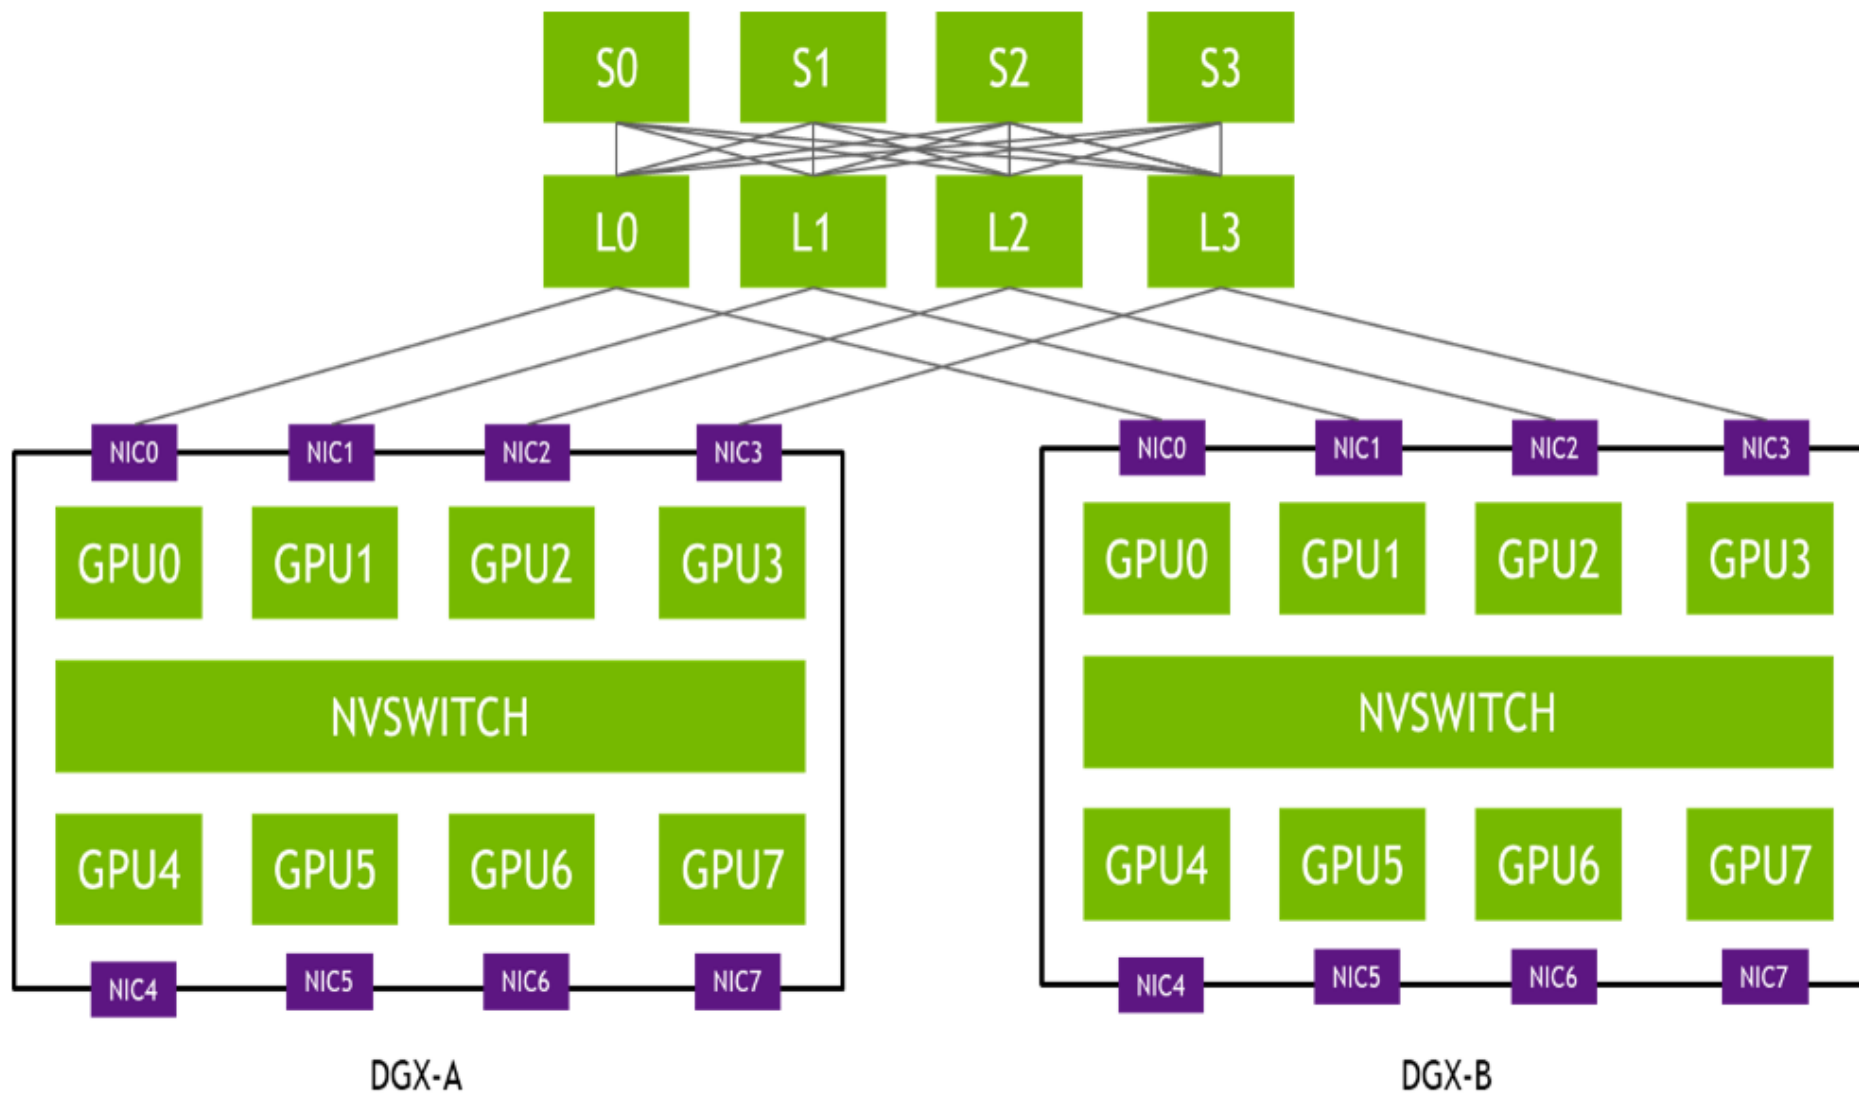 S0 S1 S2 S3
L0 L1 L2 L3
NIC0 NIC1 NIC2 NIC3 NIC0 NIC1 NIC2 NIC3
GPU0 GPU1 GPU2 GPU3 GPU0 GPU1 GPU2 GPU3
NVSWITCH NVSWITCH
GPU4 GPU5 GPU6 GPU7 GPU4 GPU5 GPU6 GPU7
NIC4 NIC5 NIC6 NIC7 NIC4 NIC5 NIC6 NIC7
DGX-A DGX-B